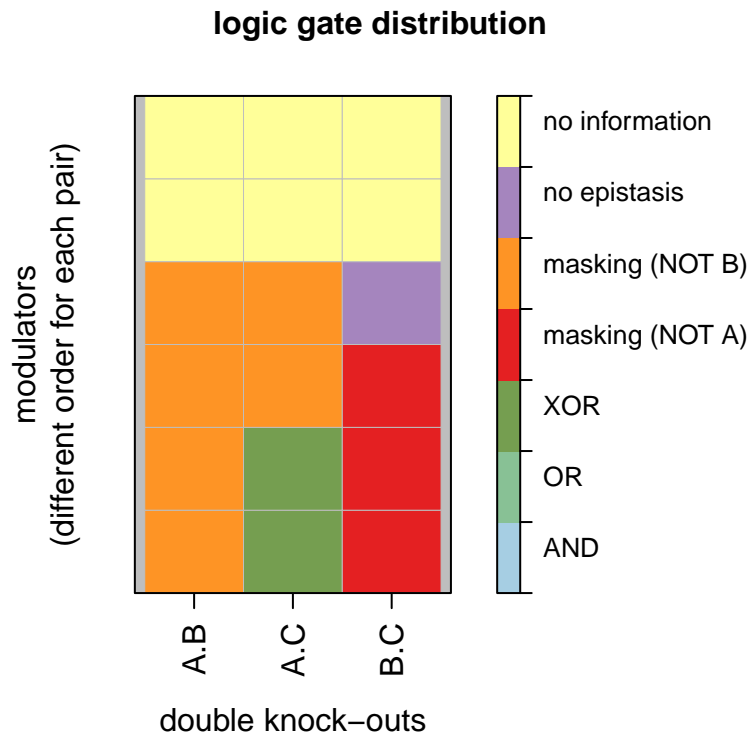 logic gate distribution
modulators
(different order for each pair)
no information
no epistasis
masking (NOT B)
masking (NOT A)
XOR
OR
AND
A.B
A.C
B.C
double knock−outs